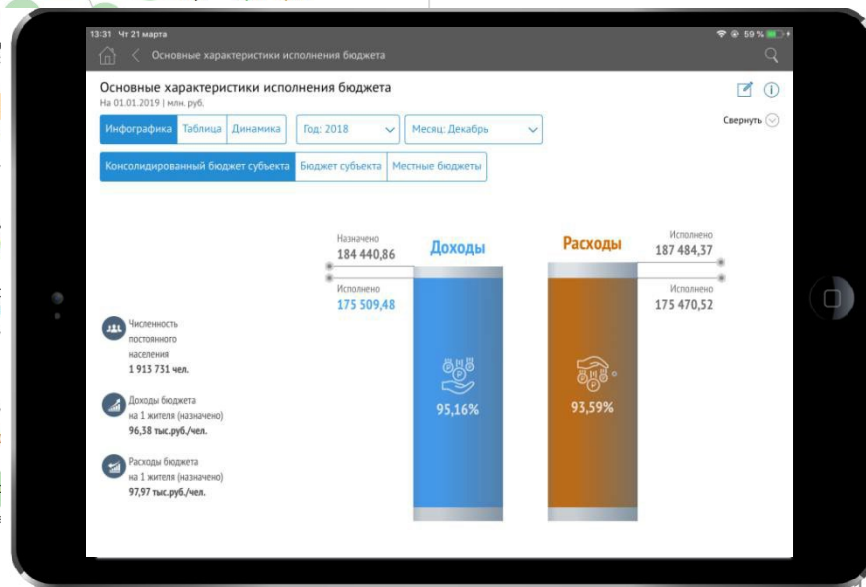 13:31 Чт 21 марта
59 %
Основные характеристики исполнения бюджета
Основные характеристики исполнения бюджета
На 01.01.2019 | млн. руб.
Свернуть
Инфографика Таблица Динамика Год: 2018 Месяц: Декабрь
Консолидированный бюджет субъекта Бюджет субъекта Местные бюджеты
Назначено
184 440,86
Доходы
Расходы
Исполнено
187 484,37
Исполнено
175 509,48
Исполнено
175 470,52
Численность
постоянного
населения
1 913 731 чел.
Доходы бюджета
на 1 жителя (назначено)
96,38 тыс.руб./чел.
Расходы бюджета
на 1 жителя (назначено)
97,97 тыс.руб./чел.
95,16%
93,59%